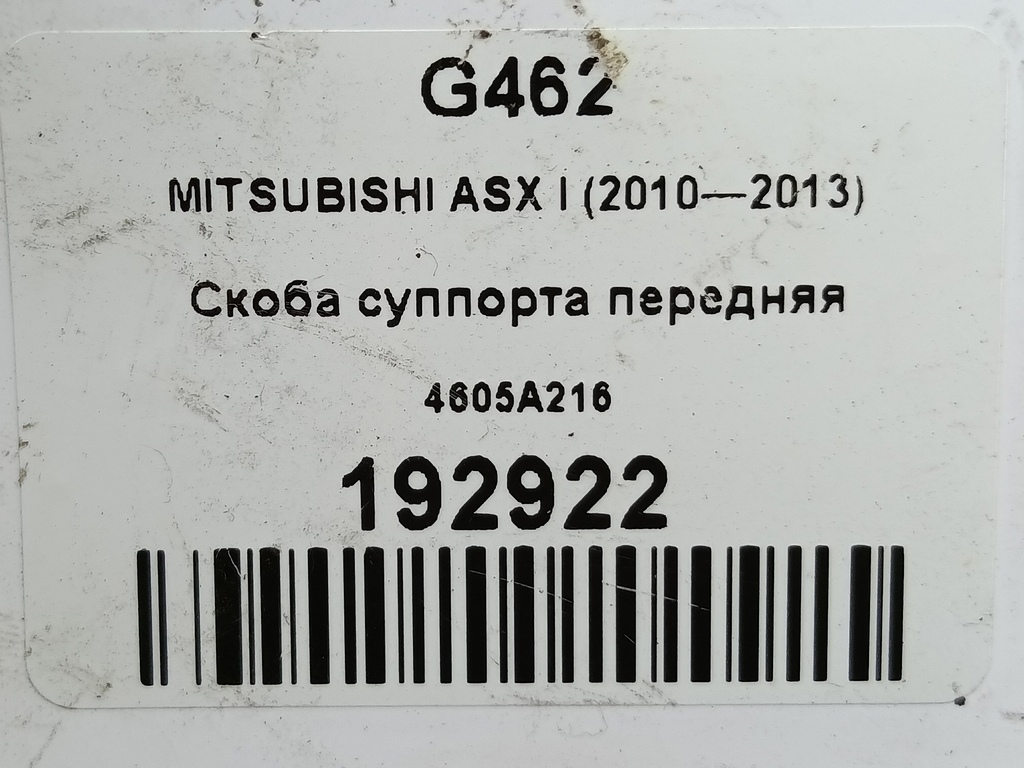 G462
MITSUBISHI ASX I (2010—2013)
Скоба суппорта передняя
4605A216
192922